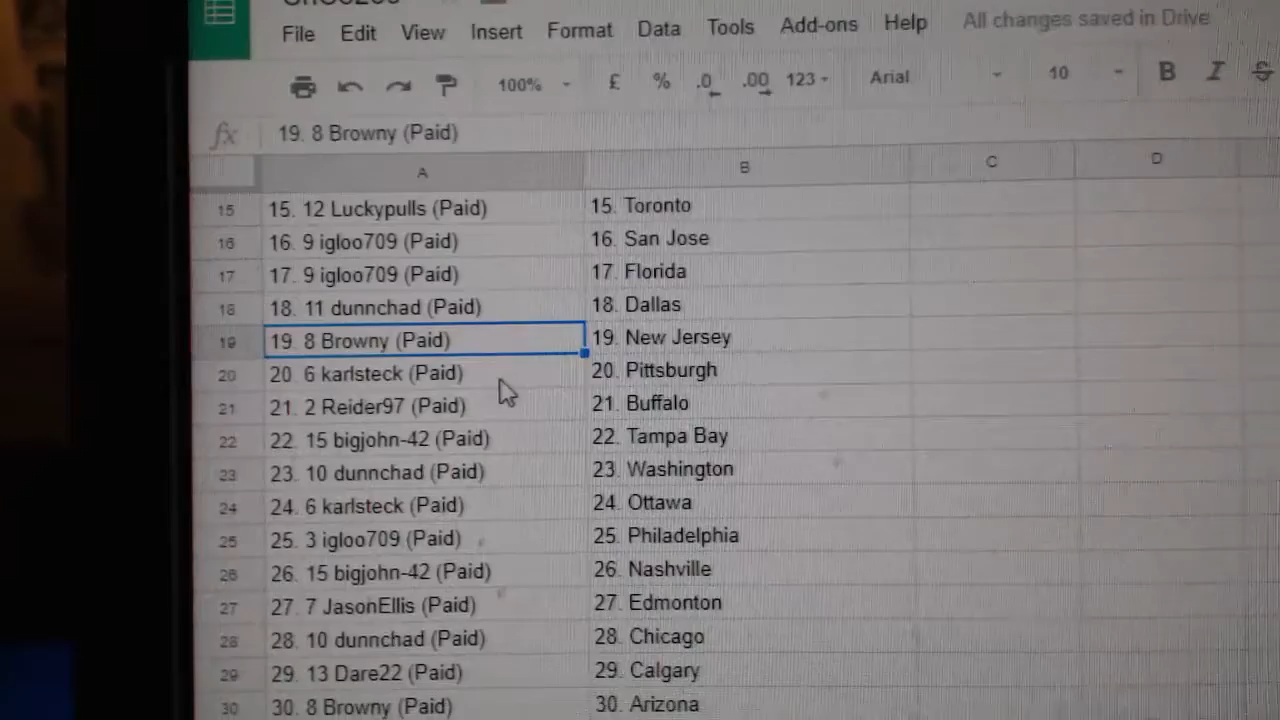 File Edit View Insert Format Data Tools Add-ons Help All changes saved in Drive
100% £ % .0 .00 123 Arial 10 B I S
fx 19. 8 Browny (Paid)
A B C D
15 15. 12 Luckypulls (Paid) 15. Toronto
16 16. 9 igloo709 (Paid) 16. San Jose
17 17. 9 igloo709 (Paid) 17. Florida
18 18. 11 dunnchad (Paid) 18. Dallas
19 19. 8 Browny (Paid) 19. New Jersey
20 20. 6 karlsteck (Paid) 20. Pittsburgh
21 21. 2 Reider97 (Paid) 21. Buffalo
22 22. 15 bigjohn-42 (Paid) 22. Tampa Bay
23 23. 10 dunnchad (Paid) 23. Washington
24 24. 6 karlsteck (Paid) 24. Ottawa
25 25. 3 igloo709 (Paid) 25. Philadelphia
26 26. 15 bigjohn-42 (Paid) 26. Nashville
27 27. 7 JasonEllis (Paid) 27. Edmonton
28 28. 10 dunnchad (Paid) 28. Chicago
29 29. 13 Dare22 (Paid) 29. Calgary
30 30. 8 Browny (Paid) 30. Arizona